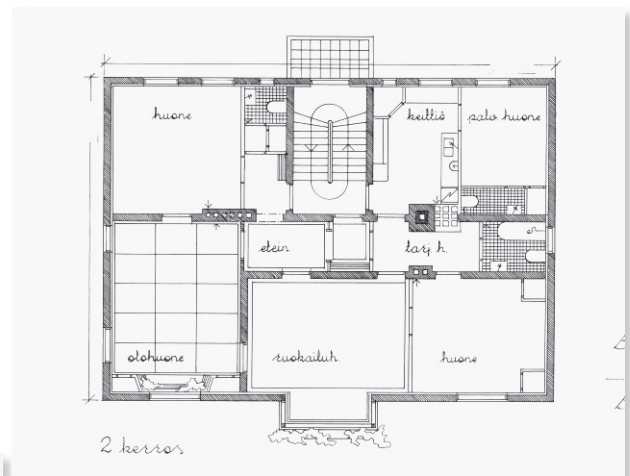 huone
keittiö
palv. huone
etein.
tarj. h.
olohuone
ruokailuh.
huone
2 kerros